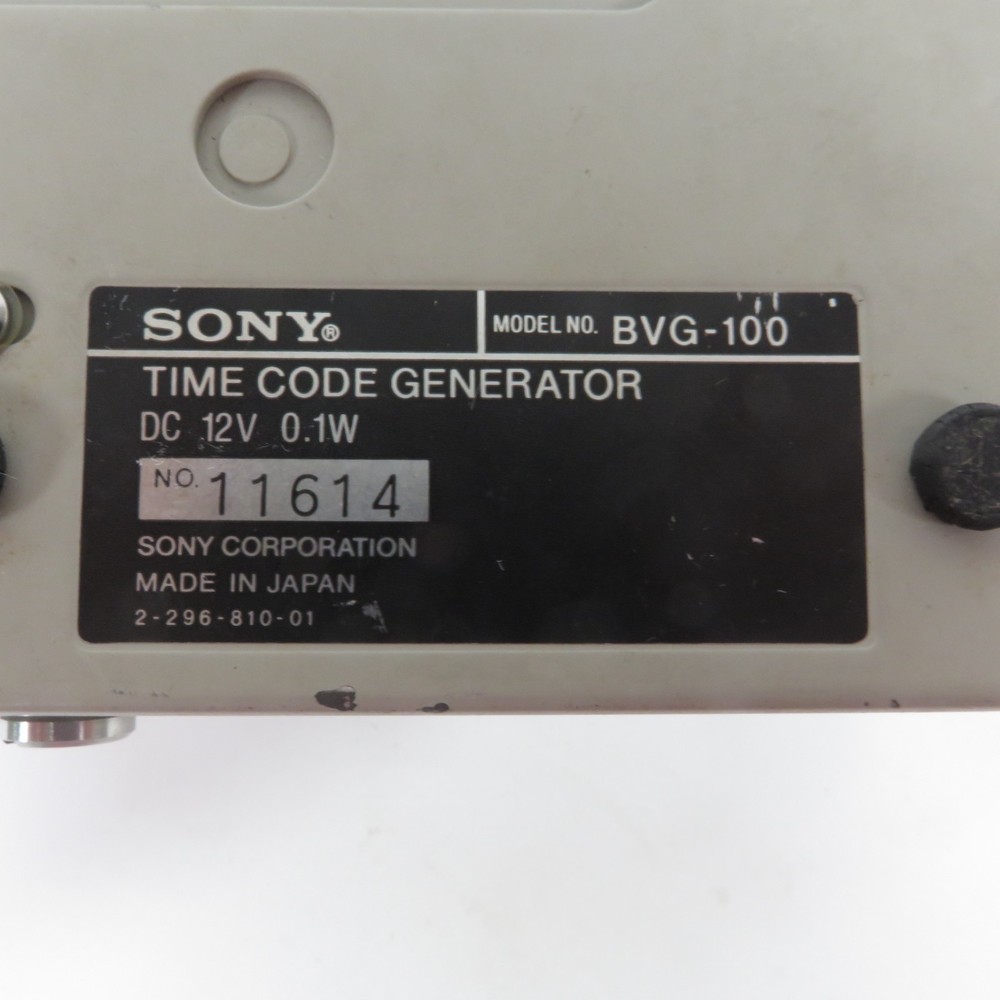 SONY® MODEL NO. BVG-100
TIME CODE GENERATOR
DC 12V 0.1W
NO. 11614
SONY CORPORATION
MADE IN JAPAN
2-296-810-01